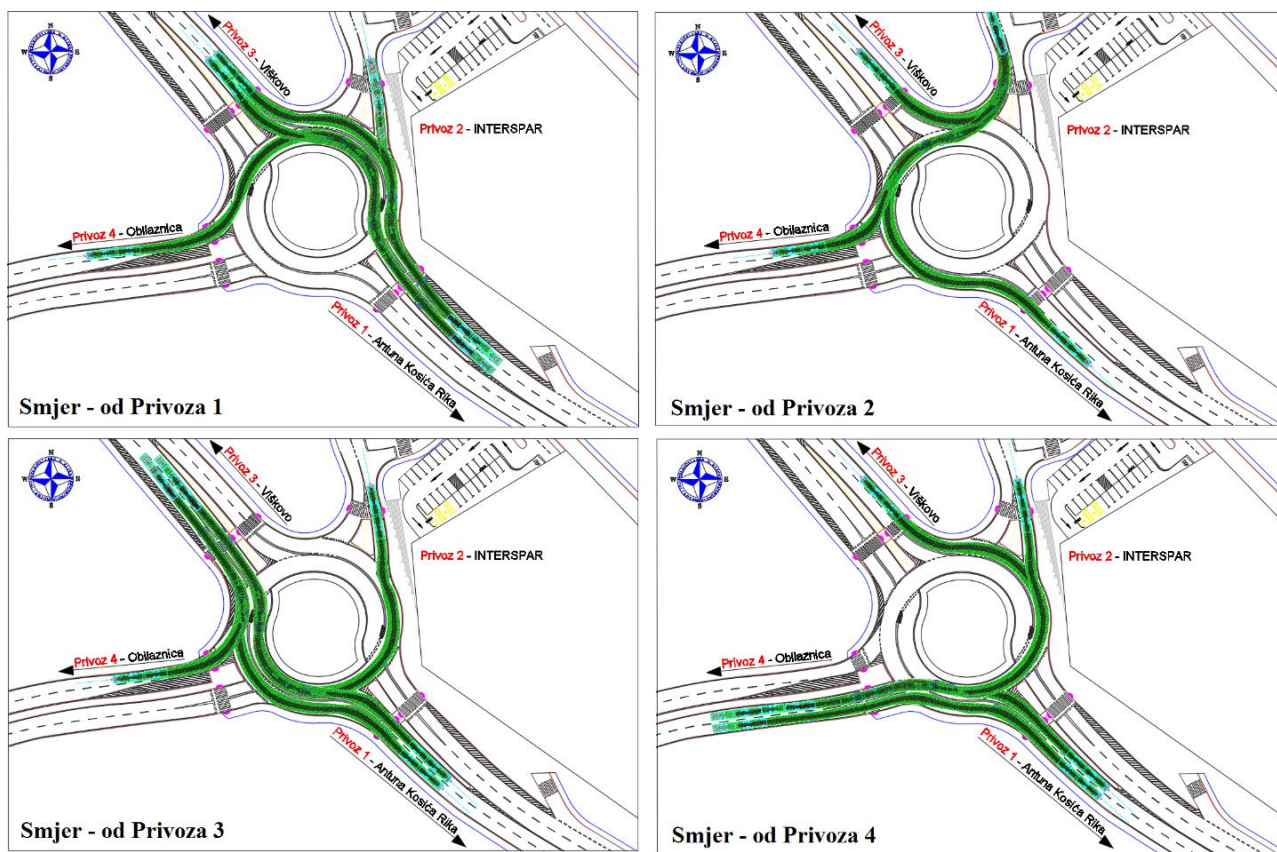 N
W E
S
Privoz 3 - Viškovo
Privoz 2 - INTERSPAR
Privoz 4 - Obilaznica
Privoz 1 - Antuna Kosića Rika
Smjer - od Privoza 1
N
W E
S
Privoz 3 - Viškovo
Privoz 2 - INTERSPAR
Privoz 4 - Obilaznica
Privoz 1 - Antuna Kosića Rika
Smjer - od Privoza 2
N
W E
S
Privoz 3 - Viškovo
Privoz 2 - INTERSPAR
Privoz 4 - Obilaznica
Privoz 1 - Antuna Kosića Rika
Smjer - od Privoza 3
N
W E
S
Privoz 3 - Viškovo
Privoz 2 - INTERSPAR
Privoz 4 - Obilaznica
Privoz 1 - Antuna Kosića Rika
Smjer - od Privoza 4